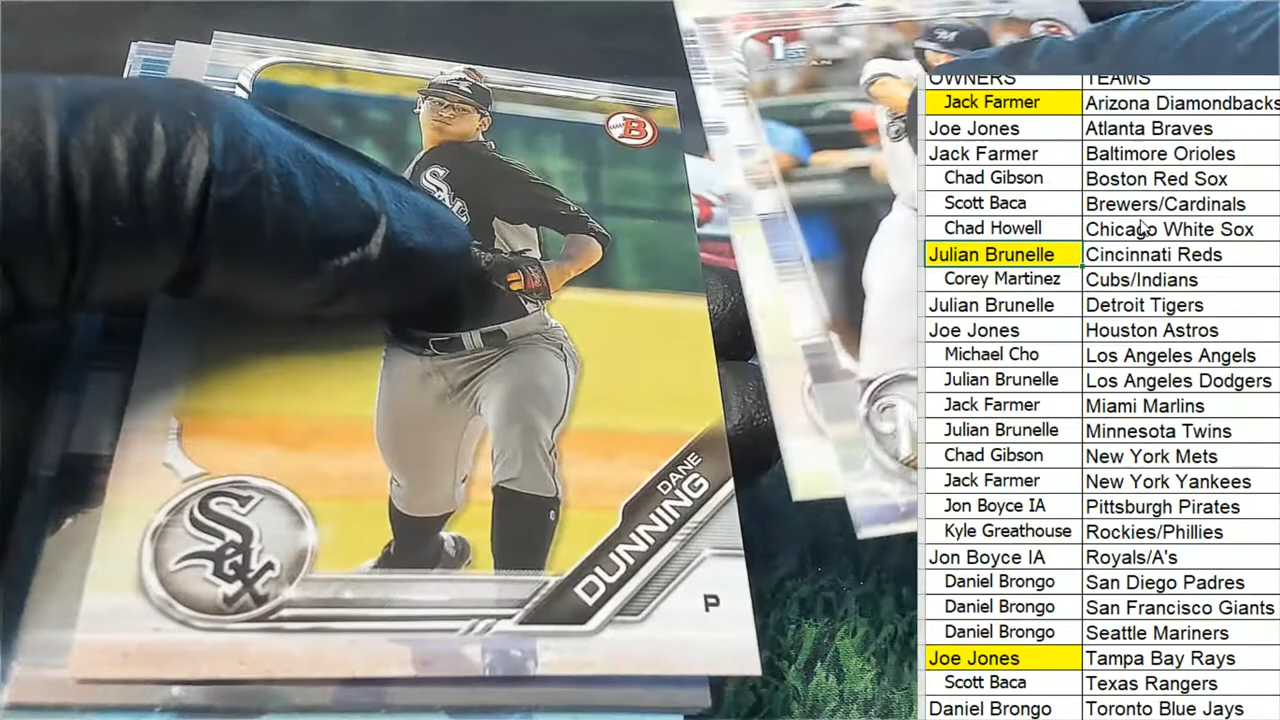 B
1ST
Sox
DANE
DUNNING
P
Sox
OWNERS TEAMS
Jack Farmer Arizona Diamondbacks
Joe Jones Atlanta Braves
Jack Farmer Baltimore Orioles
Chad Gibson Boston Red Sox
Scott Baca Brewers/Cardinals
Chad Howell Chicago White Sox
Julian Brunelle Cincinnati Reds
Corey Martinez Cubs/Indians
Julian Brunelle Detroit Tigers
Joe Jones Houston Astros
Michael Cho Los Angeles Angels
Julian Brunelle Los Angeles Dodgers
Jack Farmer Miami Marlins
Julian Brunelle Minnesota Twins
Chad Gibson New York Mets
Jack Farmer New York Yankees
Jon Boyce IA Pittsburgh Pirates
Kyle Greathouse Rockies/Phillies
Jon Boyce IA Royals/A's
Daniel Brongo San Diego Padres
Daniel Brongo San Francisco Giants
Daniel Brongo Seattle Mariners
Joe Jones Tampa Bay Rays
Scott Baca Texas Rangers
Daniel Brongo Toronto Blue Jays